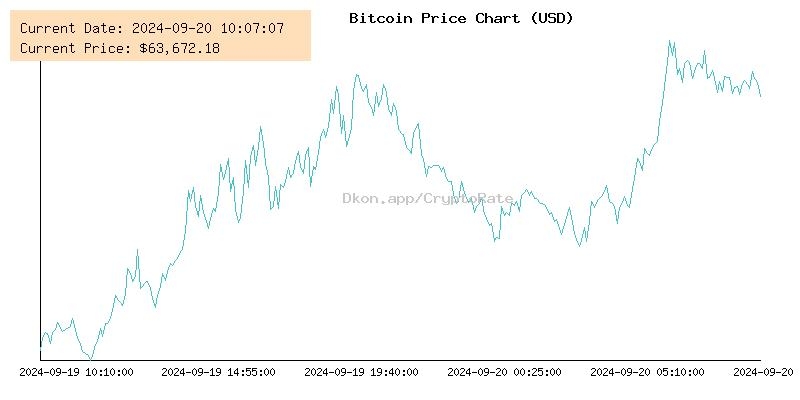 Bitcoin Price Chart (USD)
Current Date: 2024-09-20 10:07:07
Current Price: $63,672.18
Dkon.app/CryptoRate
2024-09-19 10:10:00
2024-09-19 14:55:00
2024-09-19 19:40:00
2024-09-20 00:25:00
2024-09-20 05:10:00
2024-09-20